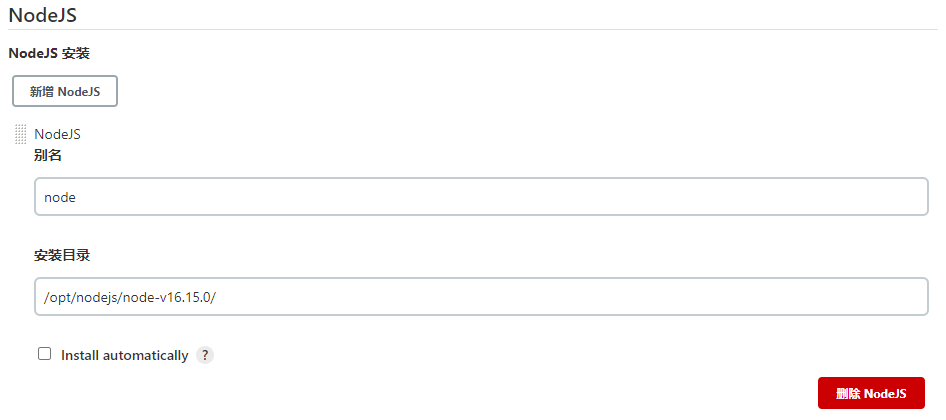 NodeJS
NodeJS 安装
新增 NodeJS
NodeJS
别名
node
安装目录
/opt/nodejs/node-v16.15.0/
Install automatically ?
删除 NodeJS